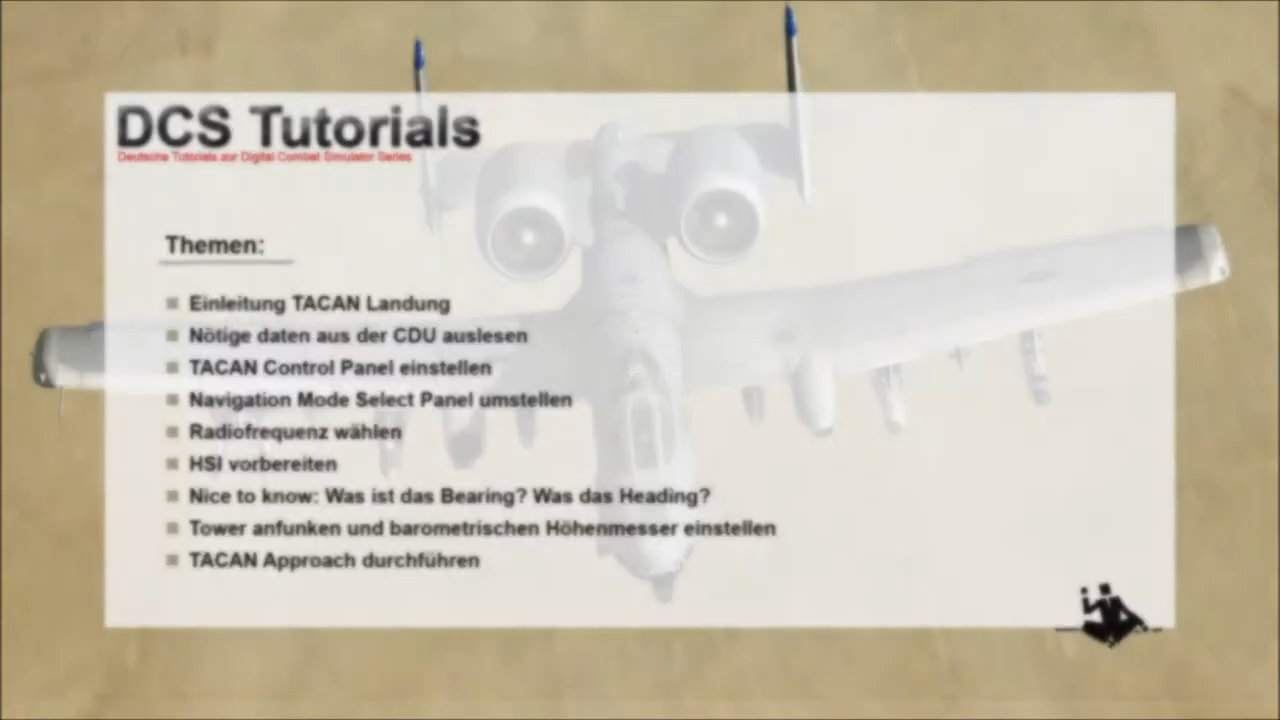 DCS Tutorials
Deutsche Tutorials zur Digital Combat Simulator Series
Themen:
Einleitung TACAN Landung
Nötige daten aus der CDU auslesen
TACAN Control Panel einstellen
Navigation Mode Select Panel umstellen
Radiofrequenz wählen
HSI vorbereiten
Nice to know: Was ist das Bearing? Was das Heading?
Tower anfunken und barometrischen Höhenmesser einstellen
TACAN Approach durchführen